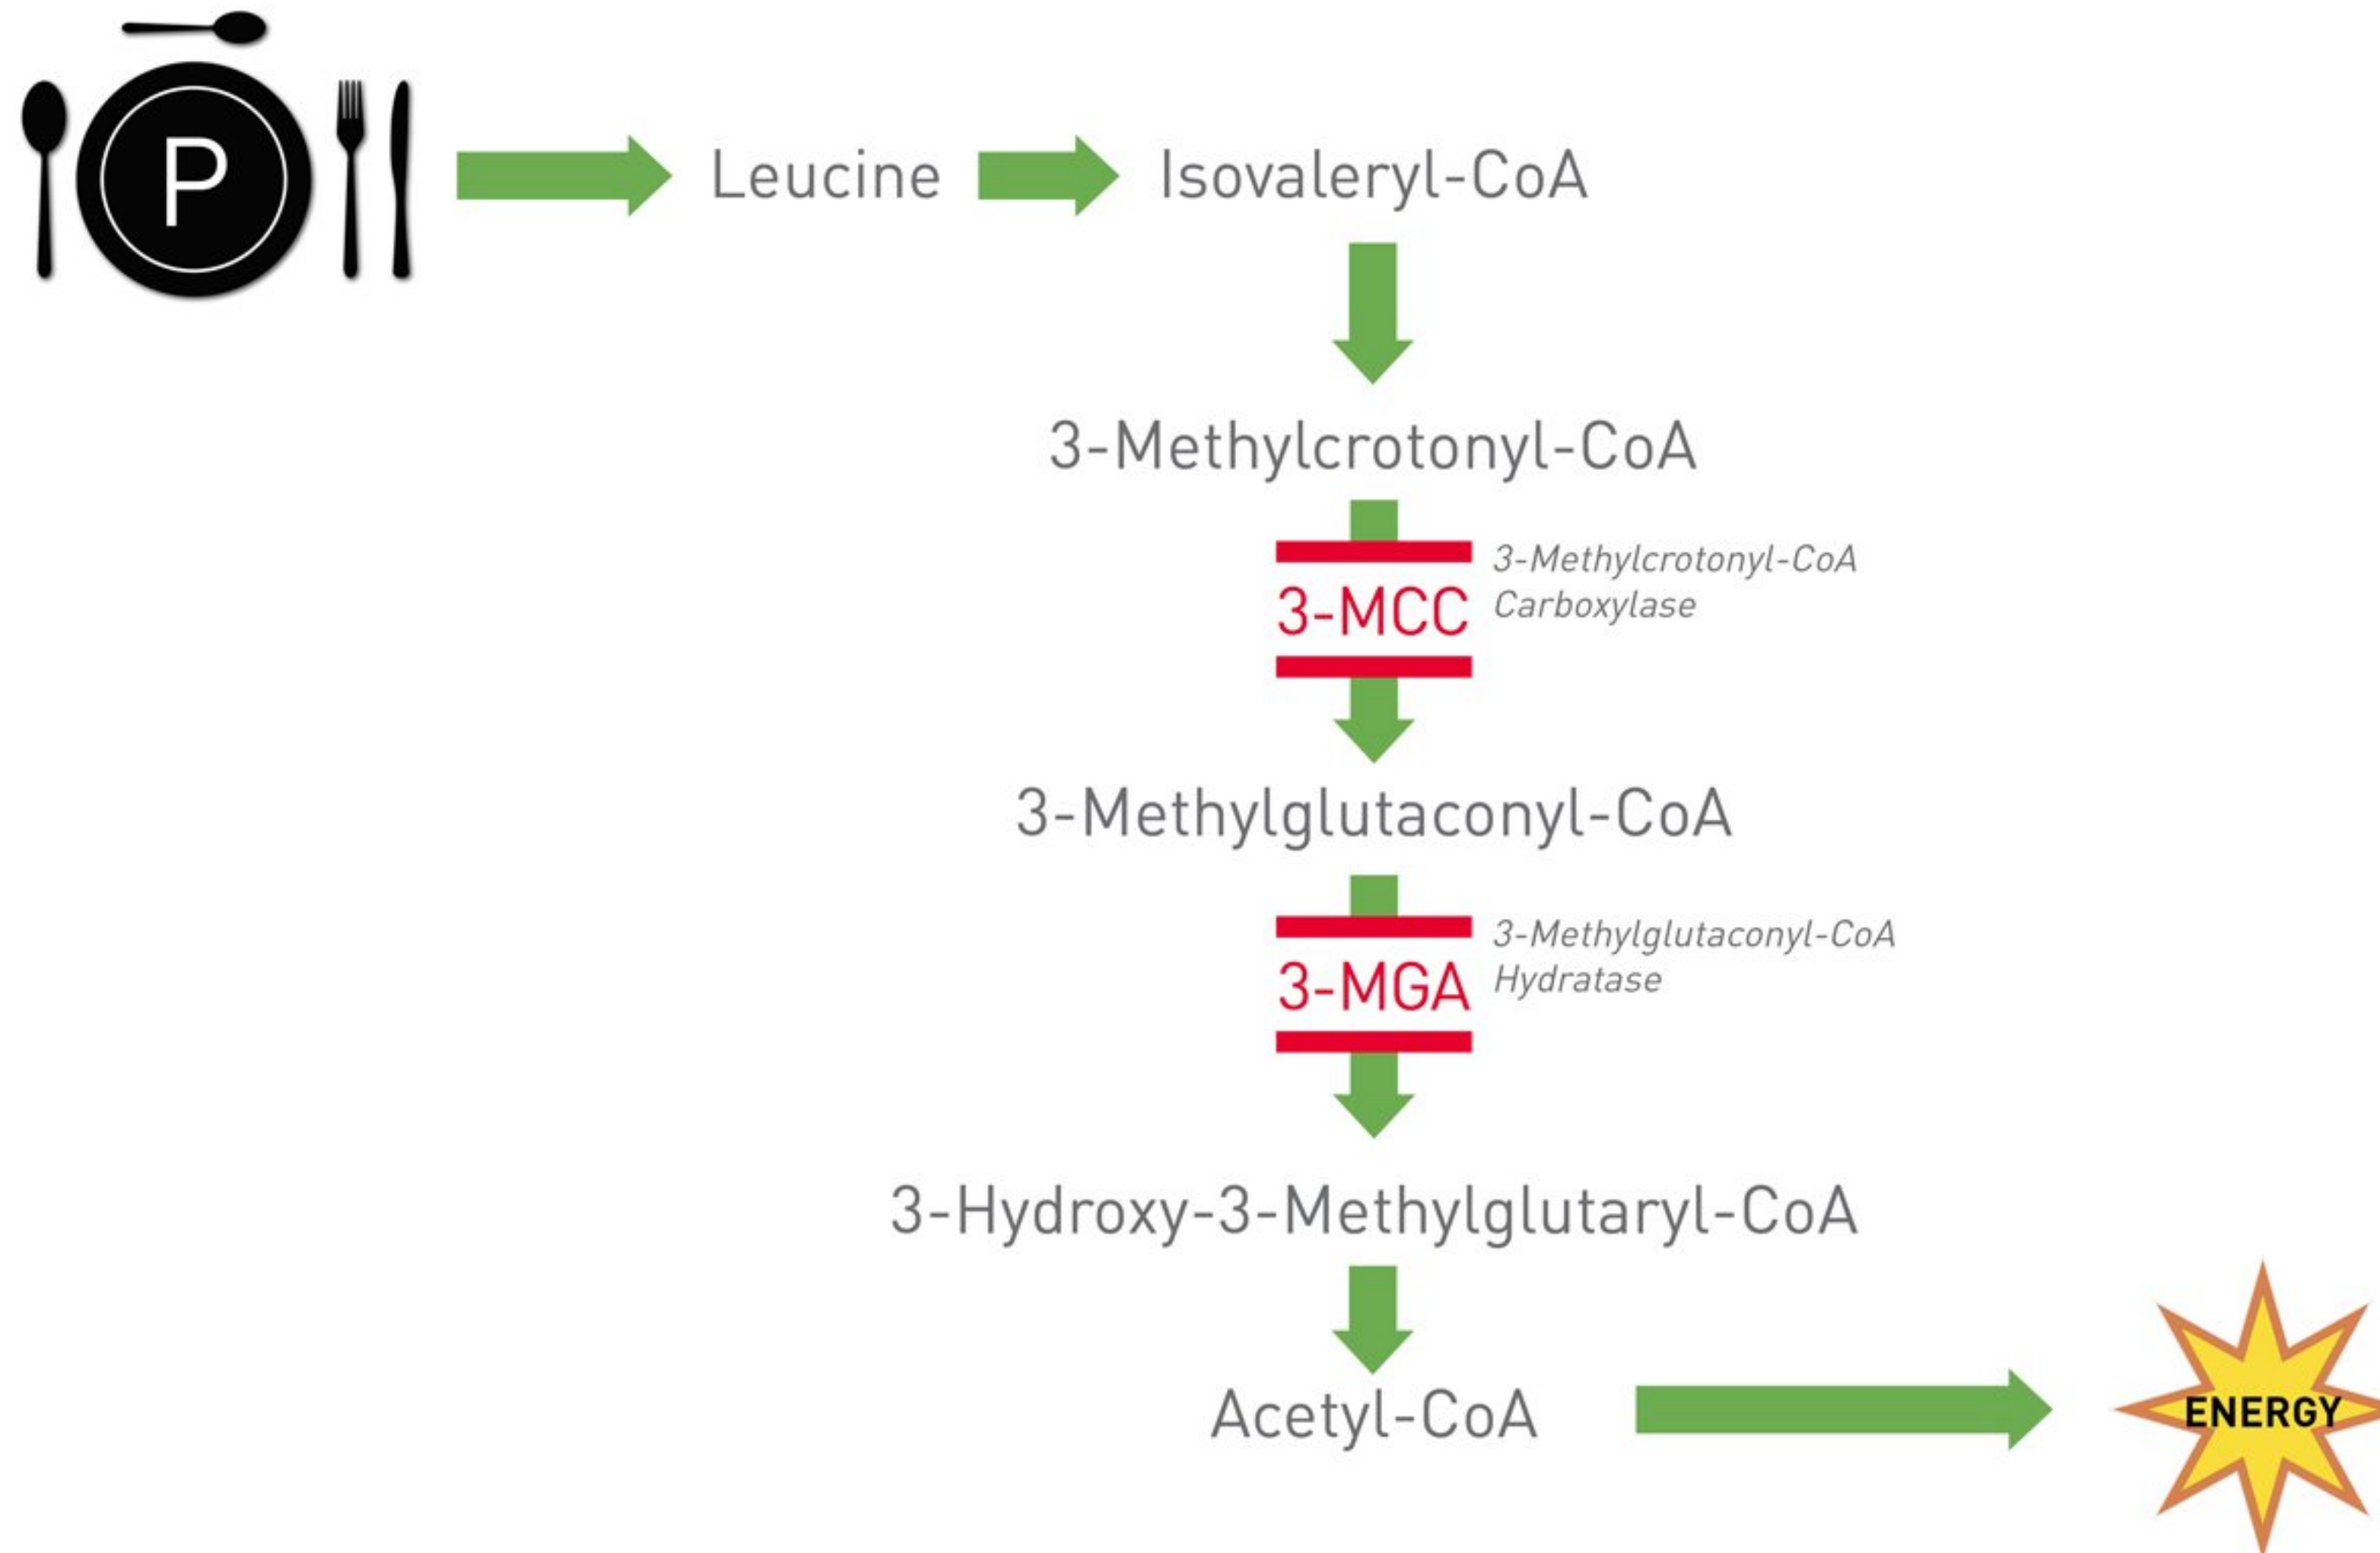 P
Leucine
Isovaleryl-CoA
3-Methylcrotonyl-CoA
3-MCC
3-Methylcrotonyl-CoA
Carboxylase
3-Methylglutaconyl-CoA
3-MGA
3-Methylglutaconyl-CoA
Hydratase
3-Hydroxy-3-Methylglutaryl-CoA
Acetyl-CoA
ENERGY